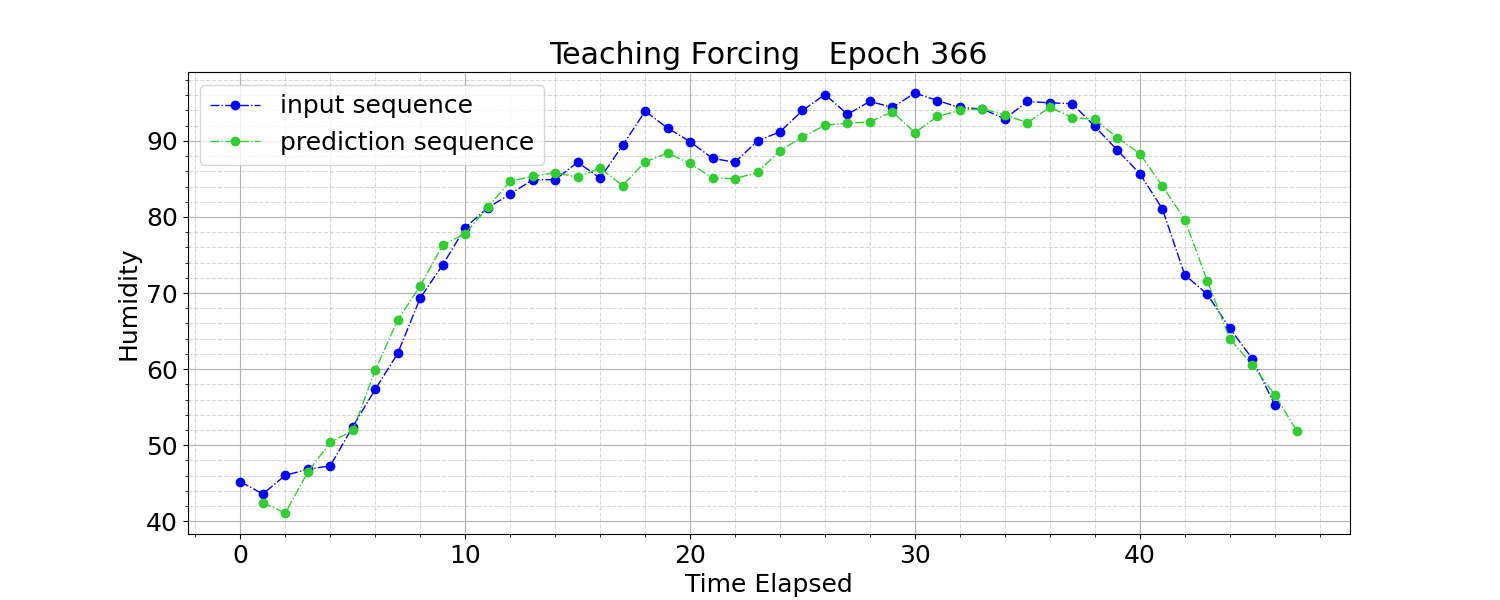 Teaching Forcing   Epoch 366
input sequence
prediction sequence
90
80
70
60
50
40
Humidity
0 10 20 30 40
Time Elapsed